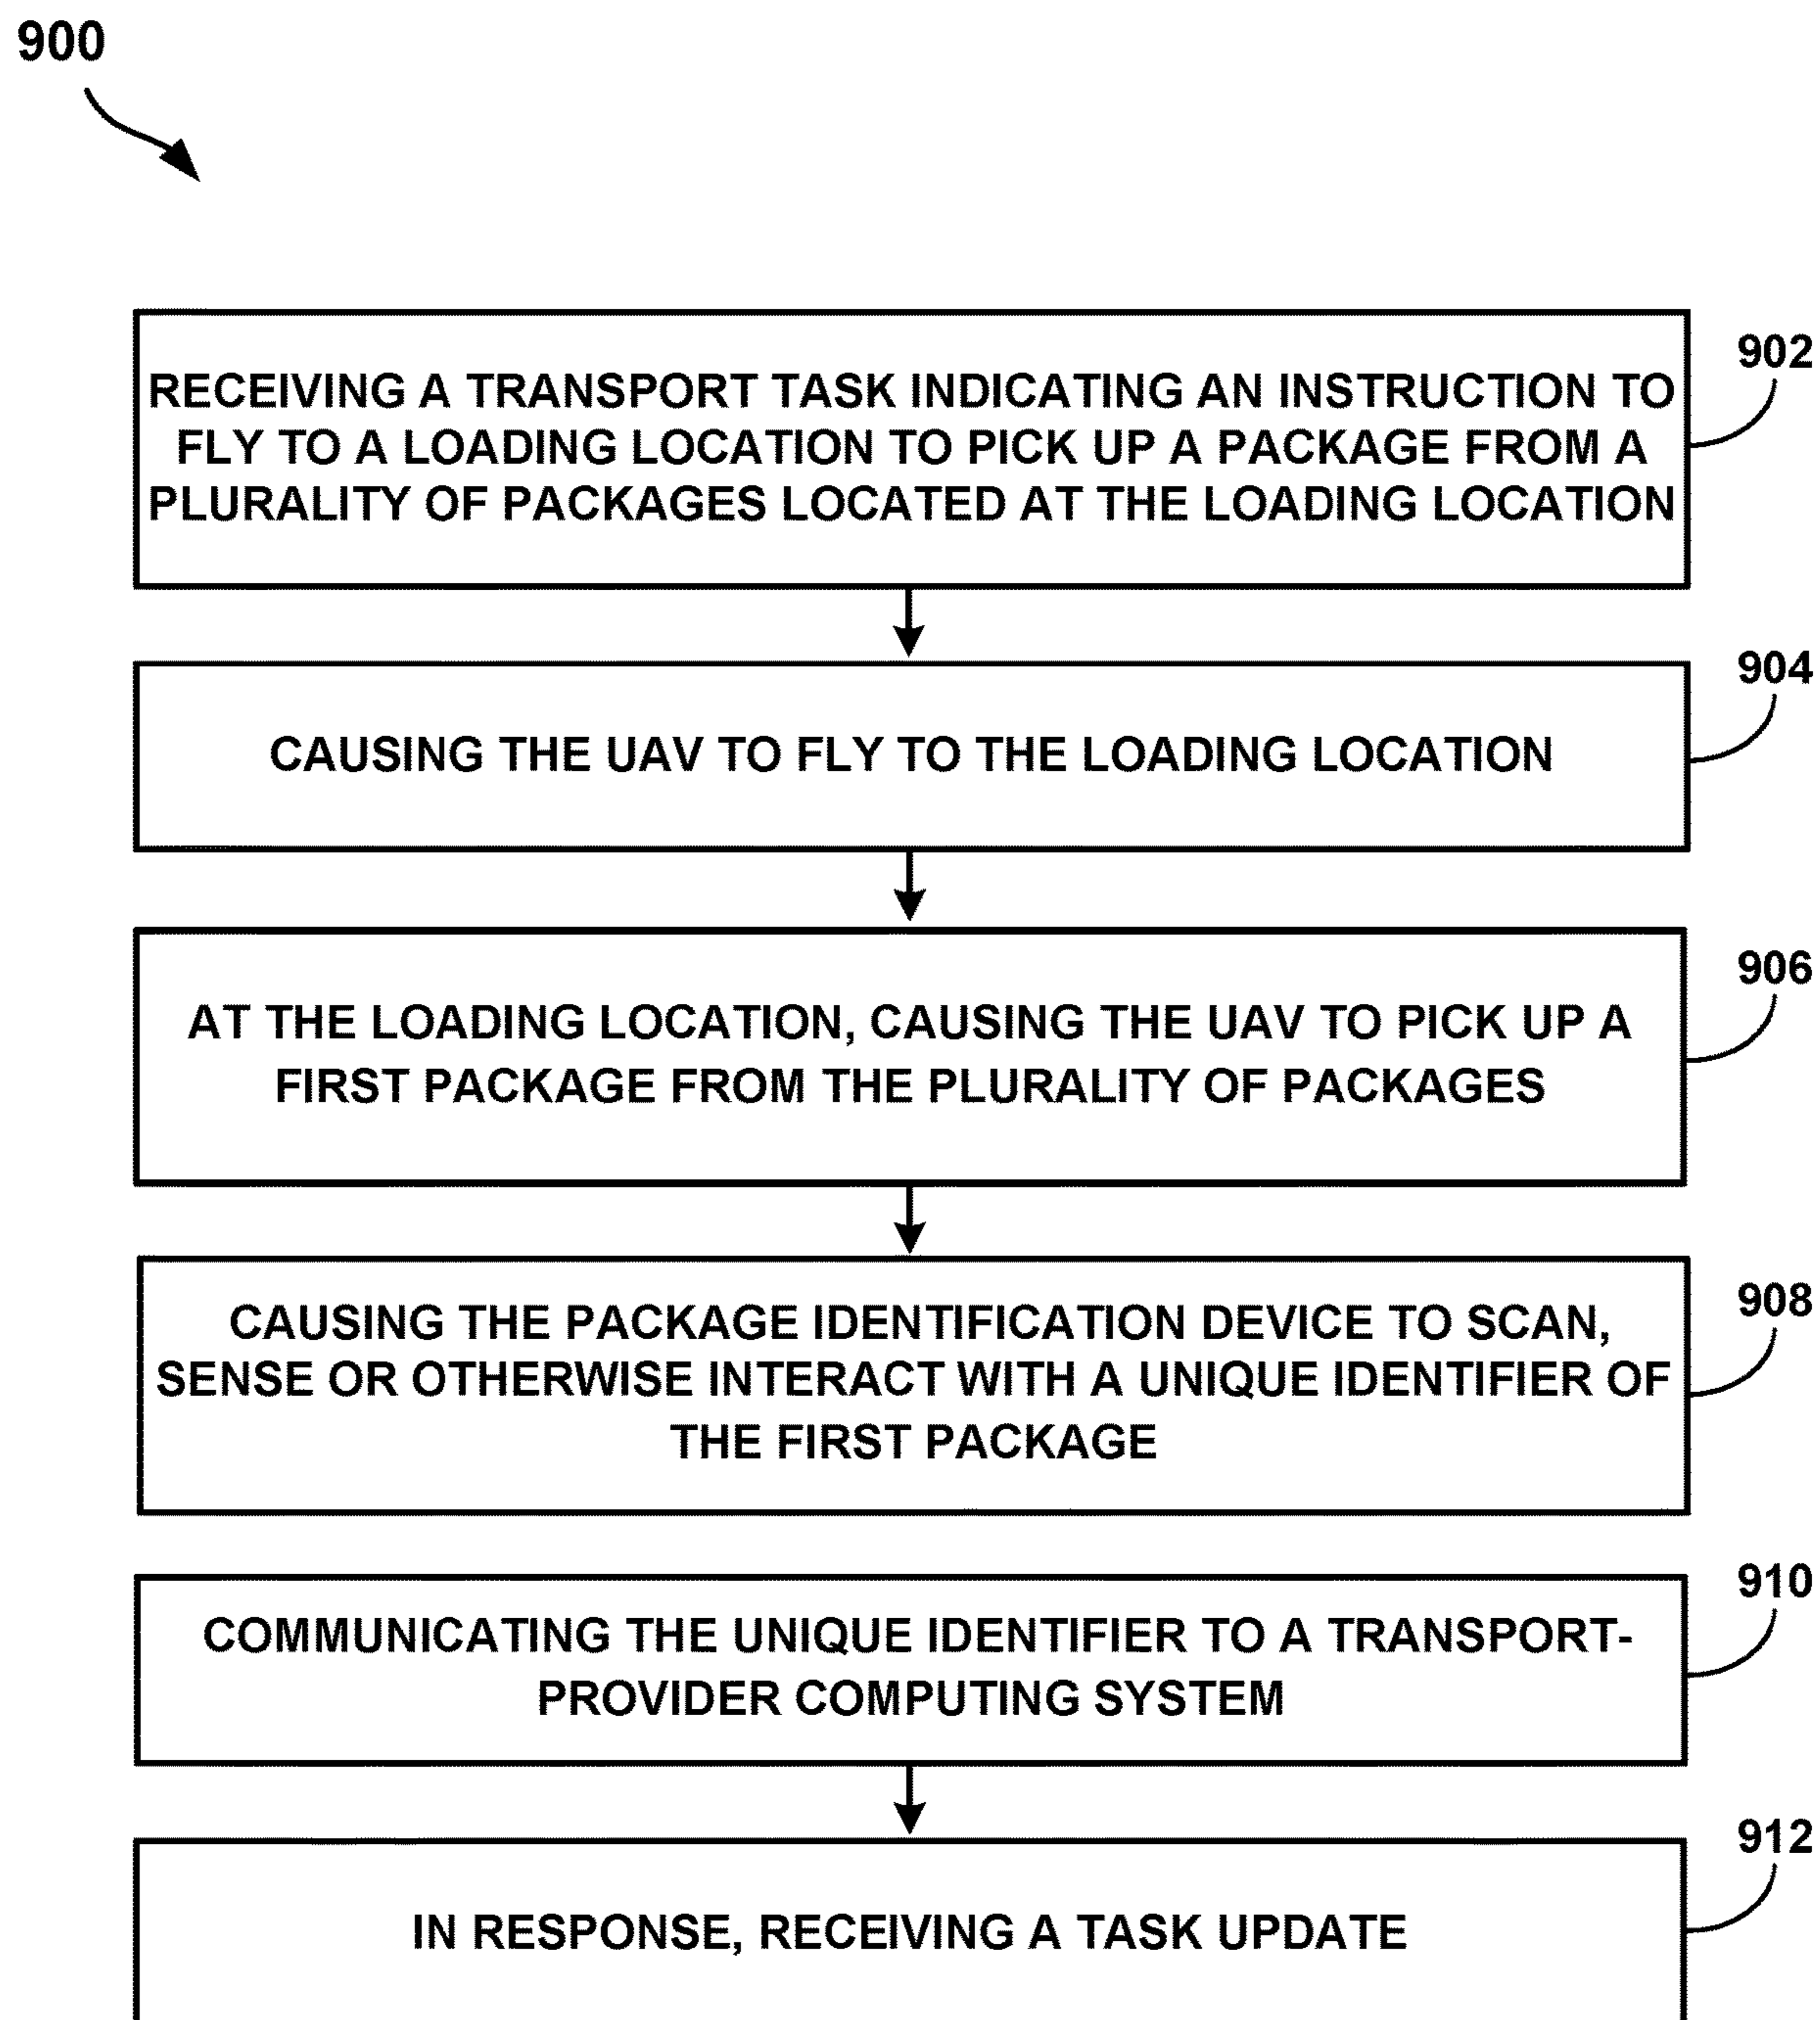 900
902
RECEIVING A TRANSPORT TASK INDICATING AN INSTRUCTION TO
FLY TO A LOADING LOCATION TO PICK UP A PACKAGE FROM A
PLURALITY OF PACKAGES LOCATED AT THE LOADING LOCATION
904
CAUSING THE UAV TO FLY TO THE LOADING LOCATION
906
AT THE LOADING LOCATION, CAUSING THE UAV TO PICK UP A
FIRST PACKAGE FROM THE PLURALITY OF PACKAGES
908
CAUSING THE PACKAGE IDENTIFICATION DEVICE TO SCAN,
SENSE OR OTHERWISE INTERACT WITH A UNIQUE IDENTIFIER OF
THE FIRST PACKAGE
910
COMMUNICATING THE UNIQUE IDENTIFIER TO A TRANSPORT-
PROVIDER COMPUTING SYSTEM
912
IN RESPONSE, RECEIVING A TASK UPDATE